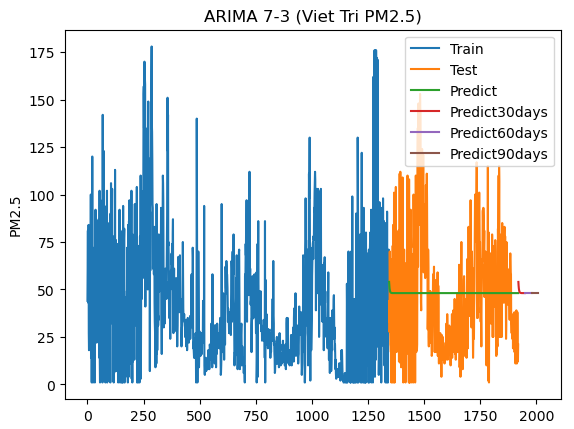 ARIMA 7-3 (Viet Tri PM2.5)
Train
Test
Predict
Predict30days
Predict60days
Predict90days
PM2.5
175
150
125
100
75
50
25
0
0 250 500 750 1000 1250 1500 1750 2000